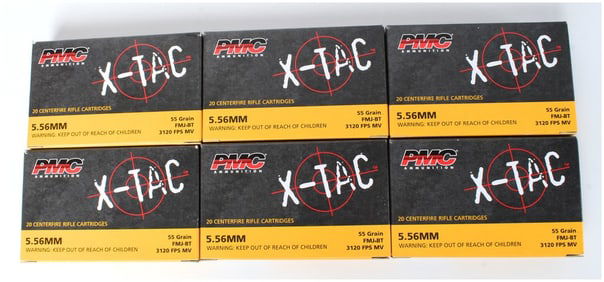 PMC
AMMUNITION
X-TAC
20 CENTERFIRE RIFLE CARTRIDGES
5.56MM
55 Grain
FMJ-BT
WARNING: KEEP OUT OF REACH OF CHILDREN
3120 FPS MV
PMC
AMMUNITION
X-TAC
20 CENTERFIRE RIFLE CARTRIDGES
5.56MM
55 Grain
FMJ-BT
WARNING: KEEP OUT OF REACH OF CHILDREN
3120 FPS MV
PMC
AMMUNITION
X-TAC
20 CENTERFIRE RIFLE CARTRIDGES
5.56MM
55 Grain
FMJ-BT
WARNING: KEEP OUT OF REACH OF CHILDREN
3120 FPS MV
PMC
AMMUNITION
X-TAC
20 CENTERFIRE RIFLE CARTRIDGES
5.56MM
55 Grain
FMJ-BT
WARNING: KEEP OUT OF REACH OF CHILDREN
3120 FPS MV
PMC
AMMUNITION
X-TAC
20 CENTERFIRE RIFLE CARTRIDGES
5.56MM
55 Grain
FMJ-BT
WARNING: KEEP OUT OF REACH OF CHILDREN
3120 FPS MV
PMC
AMMUNITION
X-TAC
20 CENTERFIRE RIFLE CARTRIDGES
5.56MM
55 Grain
FMJ-BT
WARNING: KEEP OUT OF REACH OF CHILDREN
3120 FPS MV